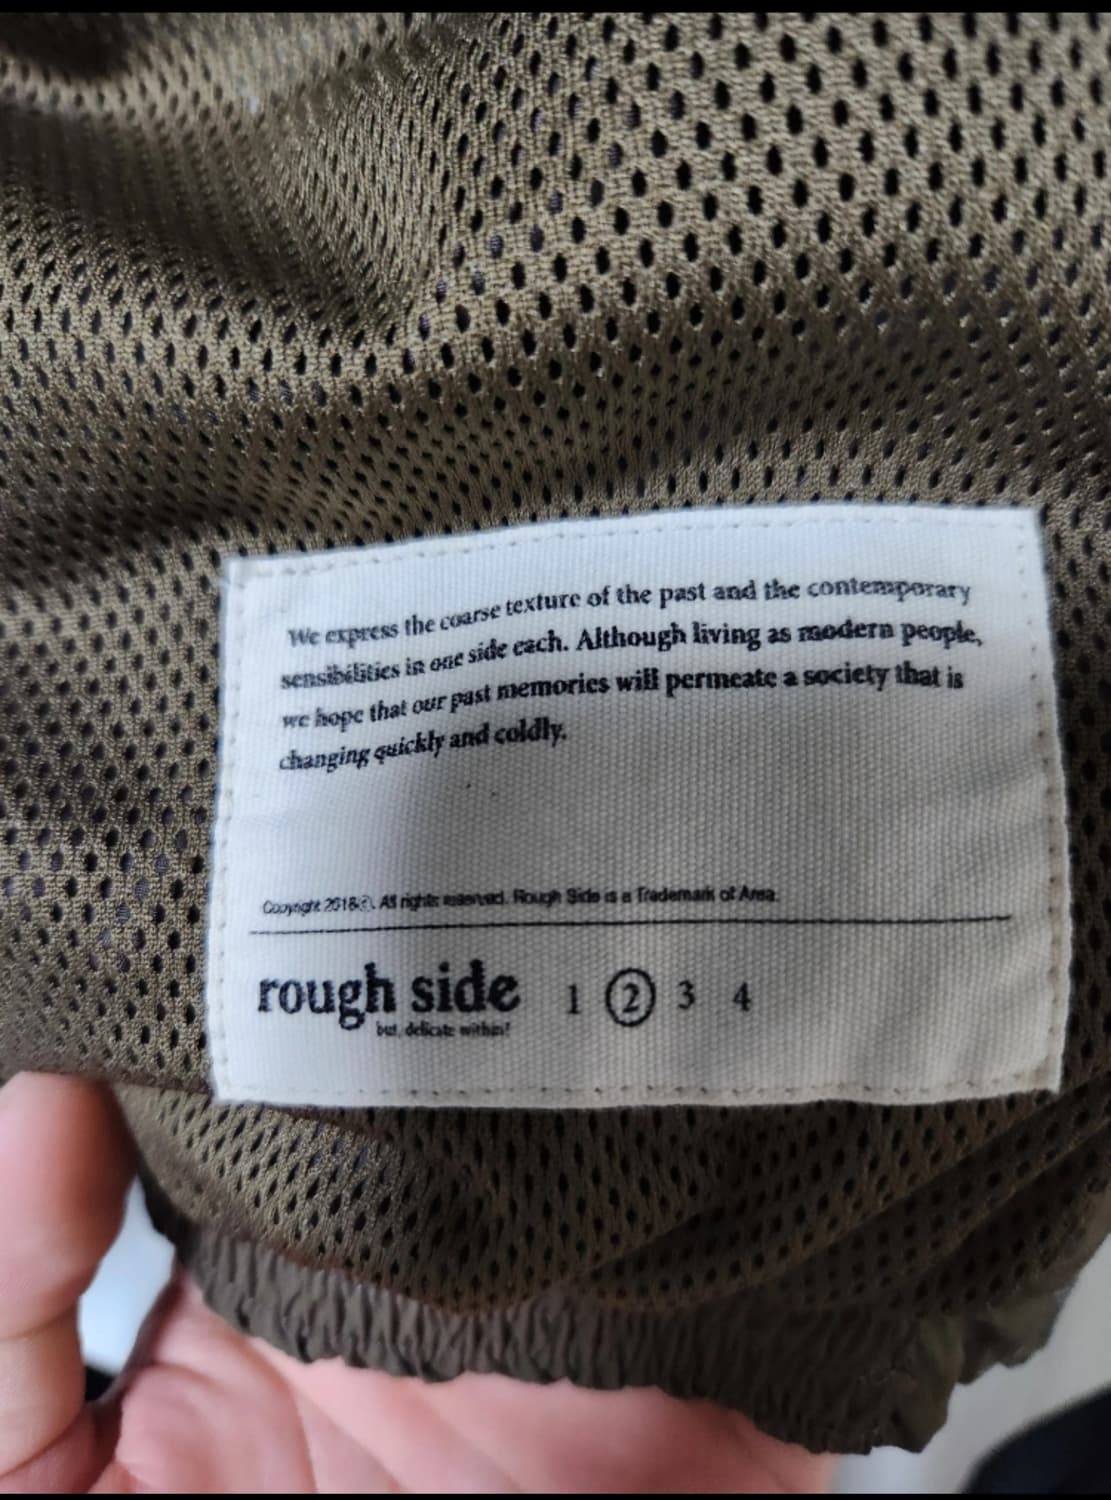 We express the coarse texture of the past and the contemporary
sensibilities in one side each. Although living as modern people,
we hope that our past memories will permeate a society that is
changing quickly and coldly.
Copyright 2018ⓒ. All rights reserved. Rough Side is a Trademark of Area.
rough side 1 2 3 4
but, delicate within!